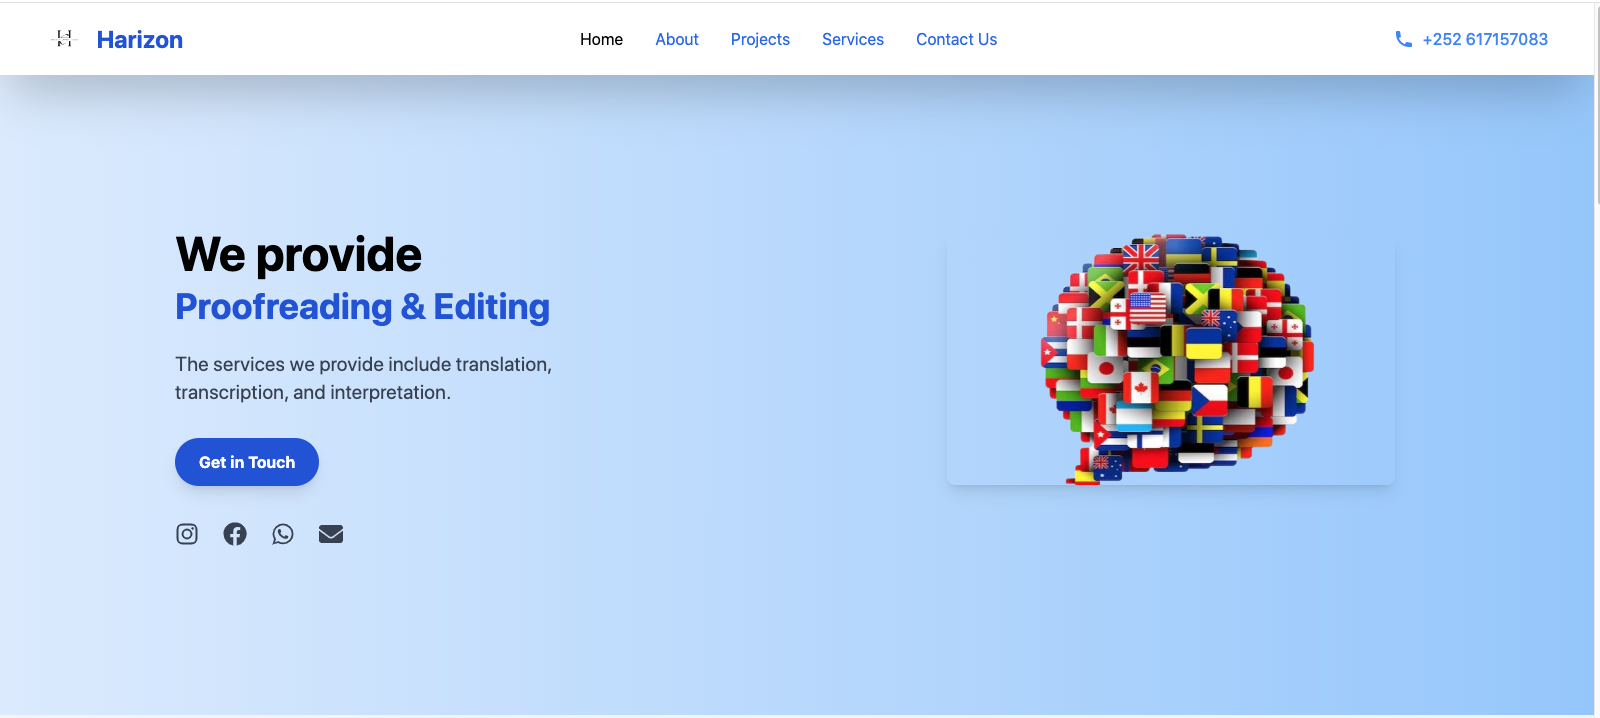 Harizon
Home About Projects Services Contact Us
+252 617157083
We provide
Proofreading & Editing
The services we provide include translation,
transcription, and interpretation.
Get in Touch